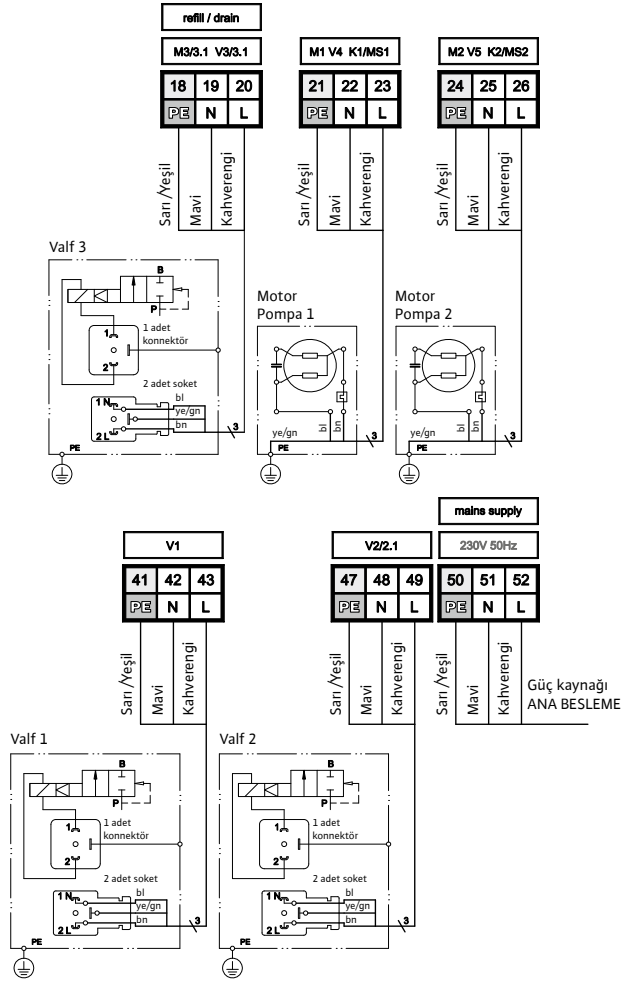 refill / drain
M3/3.1 V3/3.1
M1 V4 K1/MS1
M2 V5 K2/MS2
18 19 20
PE N L
21 22 23
PE N L
24 25 26
PE N L
Sarı /Yeşil
Mavi
Kahverengi
Sarı /Yeşil
Mavi
Kahverengi
Sarı /Yeşil
Mavi
Kahverengi
Valf 3
B
P
1
2
1 adet
konnektör
2 adet soket
1 N
2 L
bl
ye/gn
bn
3
PE
Motor
Pompa 1
ye/gn
bl
bn
3
PE
Motor
Pompa 2
ye/gn
bl
bn
3
PE
mains supply
V1
V2/2.1
230V 50Hz
41 42 43
PE N L
47 48 49
PE N L
50 51 52
PE N L
Sarı /Yeşil
Mavi
Kahverengi
Sarı /Yeşil
Mavi
Kahverengi
Sarı /Yeşil
Mavi
Kahverengi
Güç kaynağı
ANA BESLEME
Valf 1
B
P
1
2
1 adet
konnektör
2 adet soket
1 N
2 L
bl
ye/gn
bn
3
PE
Valf 2
B
P
1
2
1 adet
konnektör
2 adet soket
1 N
2 L
bl
ye/gn
bn
3
PE